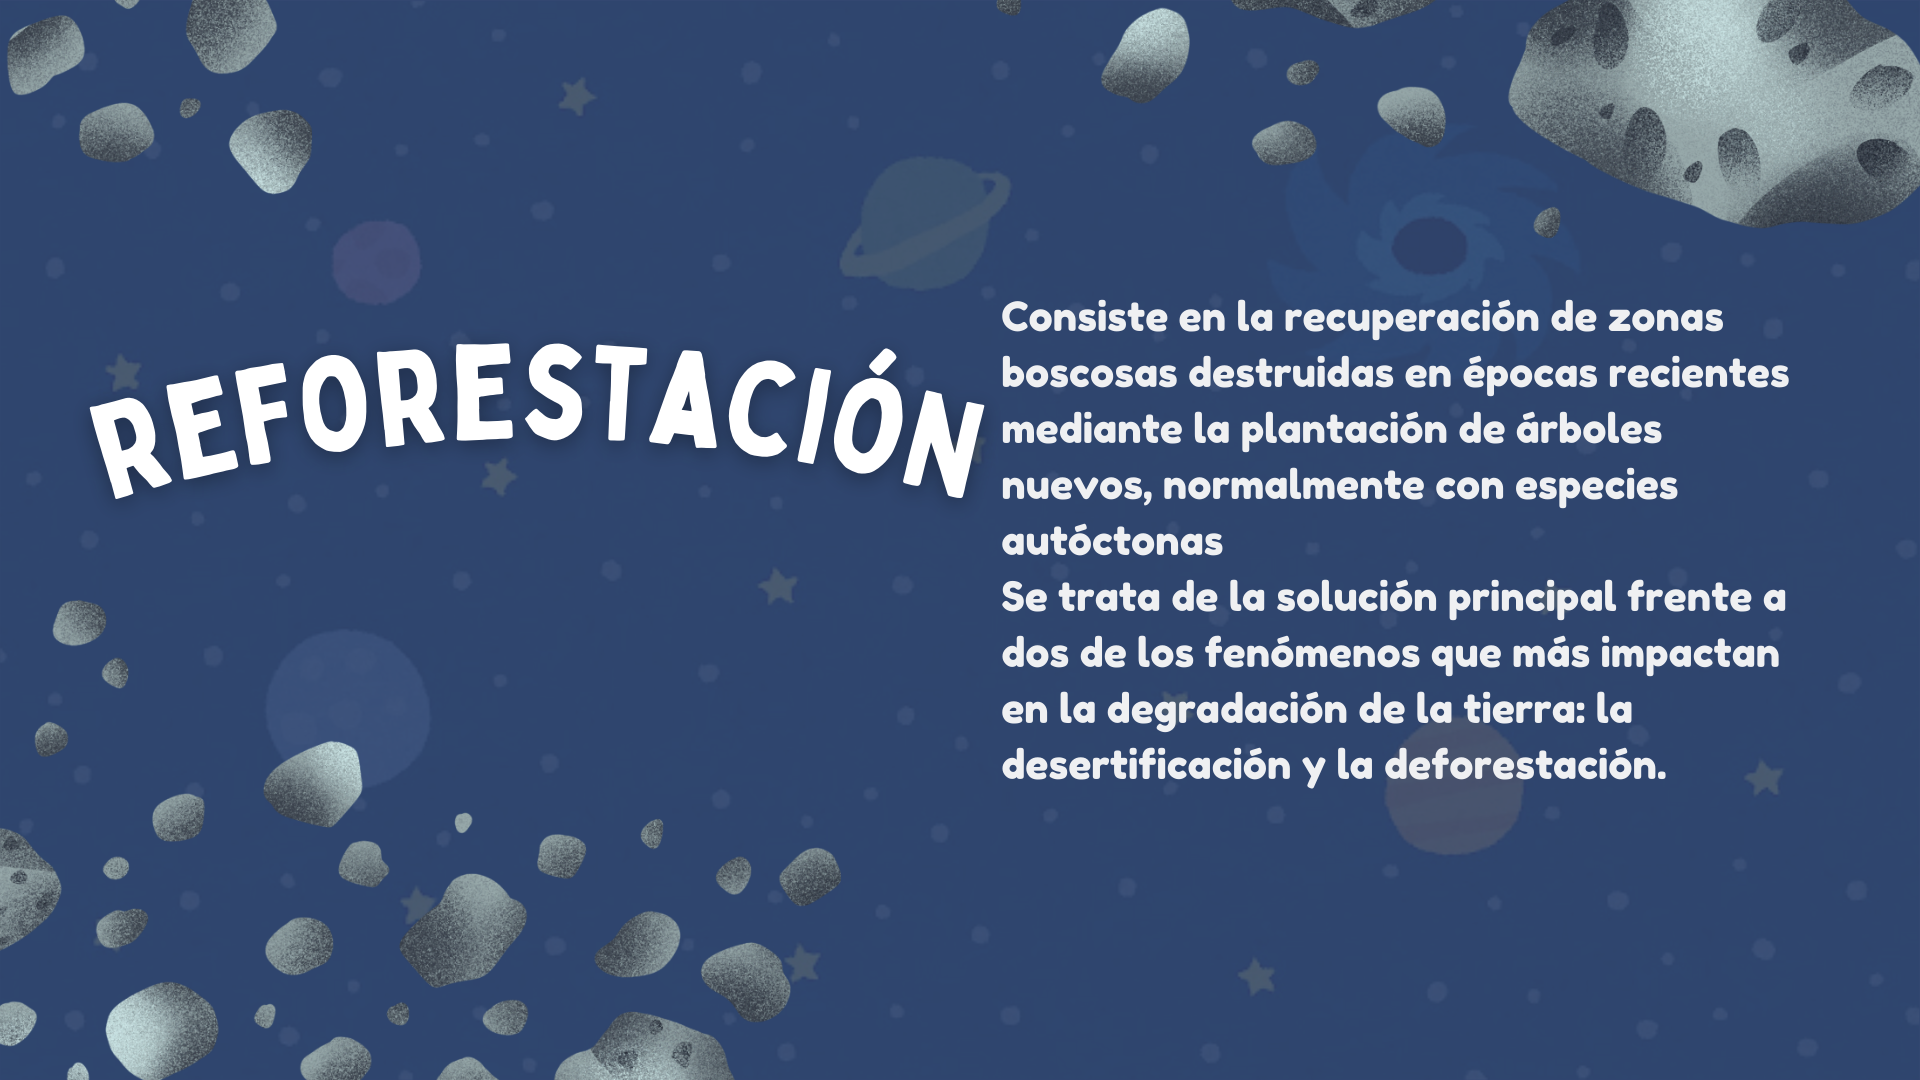 REFORESTACIÓN
Consiste en la recuperación de zonas
boscosas destruidas en épocas recientes
mediante la plantación de árboles
nuevos, normalmente con especies
autóctonas
Se trata de la solución principal frente a
dos de los fenómenos que más impactan
en la degradación de la tierra: la
desertificación y la deforestación.